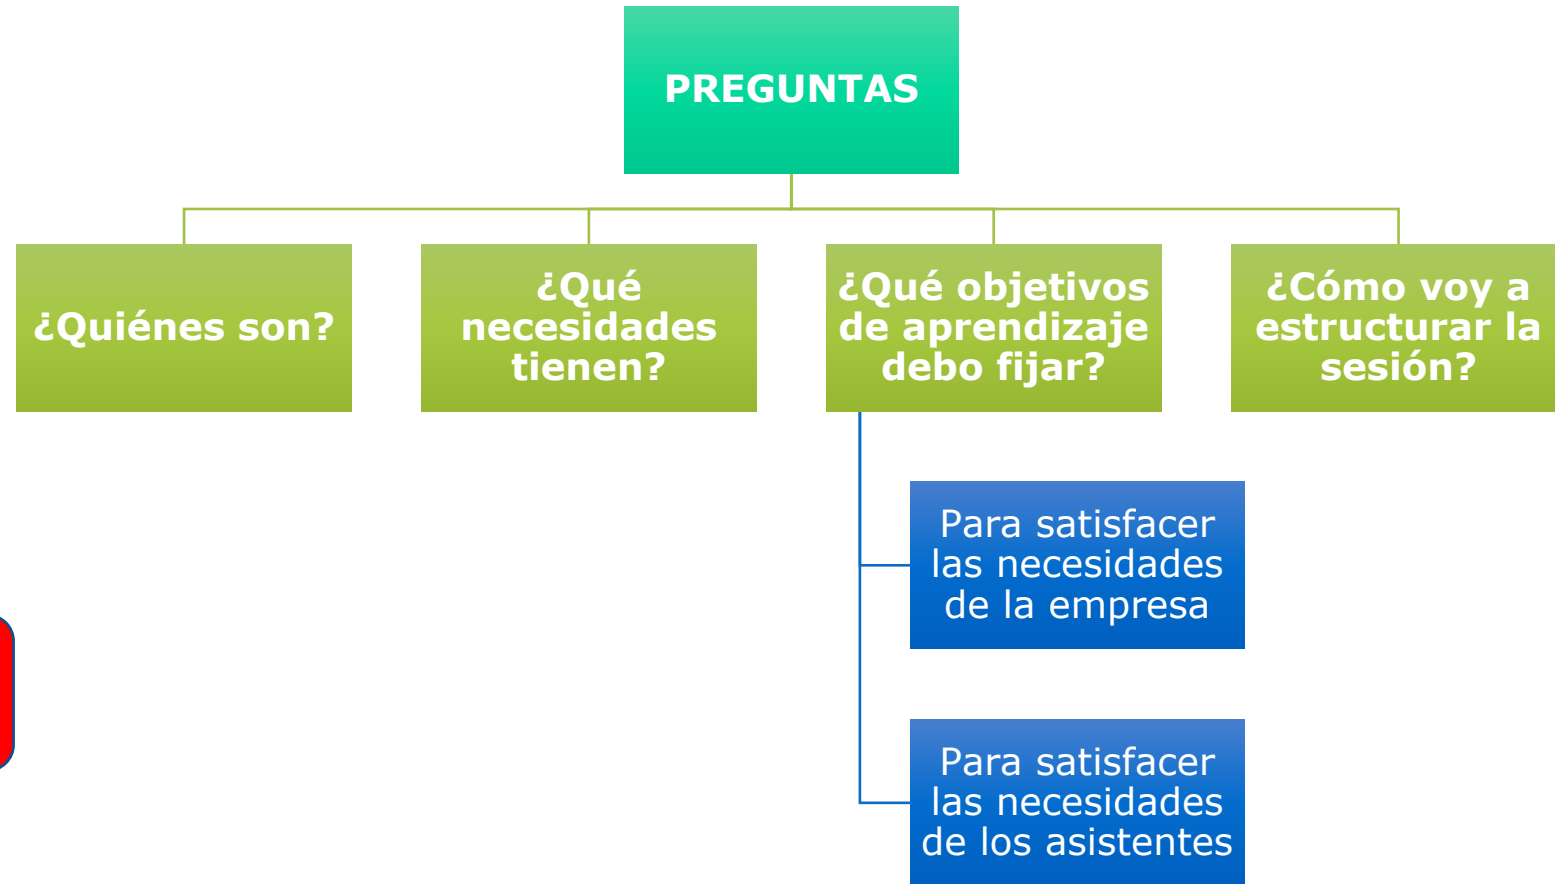 PREGUNTAS
¿Quiénes son?
¿Qué
necesidades
tienen?
¿Qué objetivos
de aprendizaje
debo fijar?
¿Cómo voy a
estructurar la
sesión?
Para satisfacer
las necesidades
de la empresa
Para satisfacer
las necesidades
de los asistentes